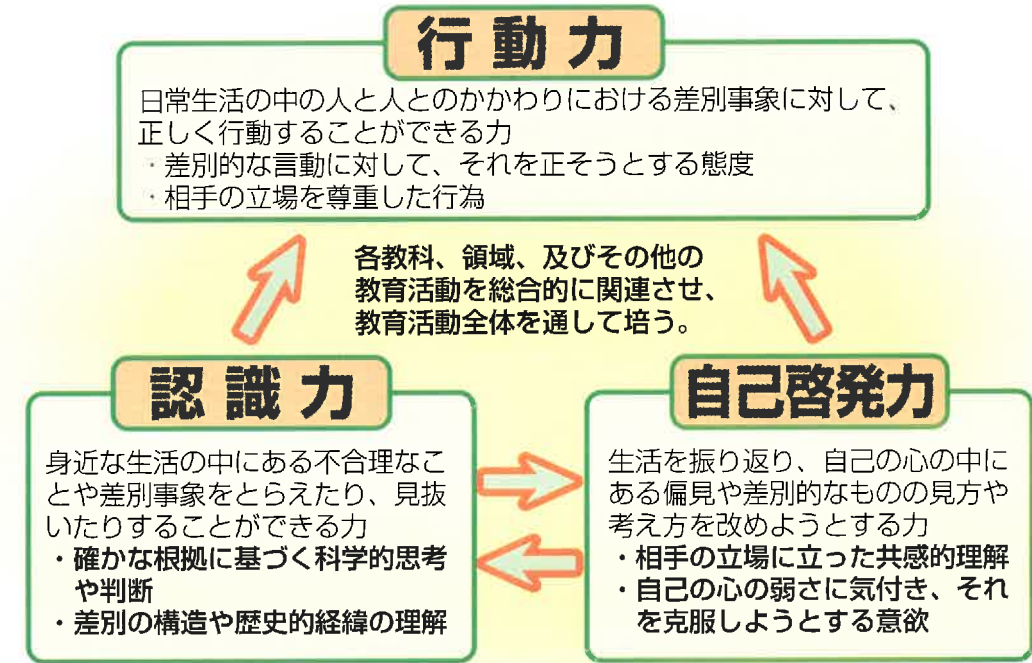 行動力
日常生活の中の人と人とのかかわりにおける差別事象に対して、
正しく行動することができる力
・差別的な言動に対して、それを正そうとする態度
・相手の立場を尊重した行為
各教科、領域、及びその他の
教育活動を総合的に関連させ、
教育活動全体を通して培う。
認識力
身近な生活の中にある不合理なこ
とや差別事象をとらえたり、見抜
いたりすることができる力
・確かな根拠に基づく科学的思考
や判断
・差別の構造や歴史的経緯の理解
自己啓発力
生活を振り返り、自己の心の中に
ある偏見や差別的なものの見方や
考え方を改めようとする力
・相手の立場に立った共感的理解
・自己の心の弱さに気付き、それ
を克服しようとする意欲